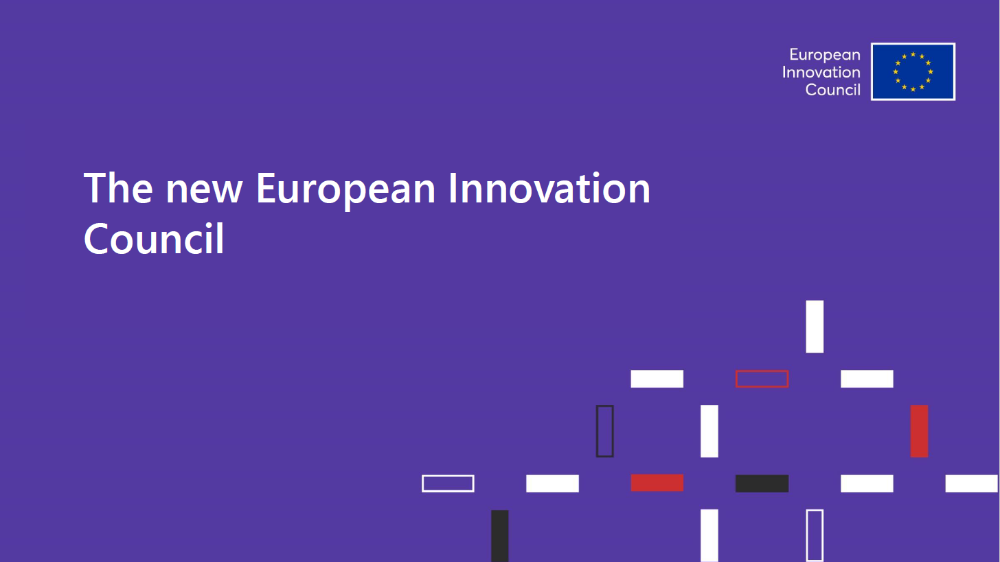 European
Innovation
Council
The new European Innovation
Council